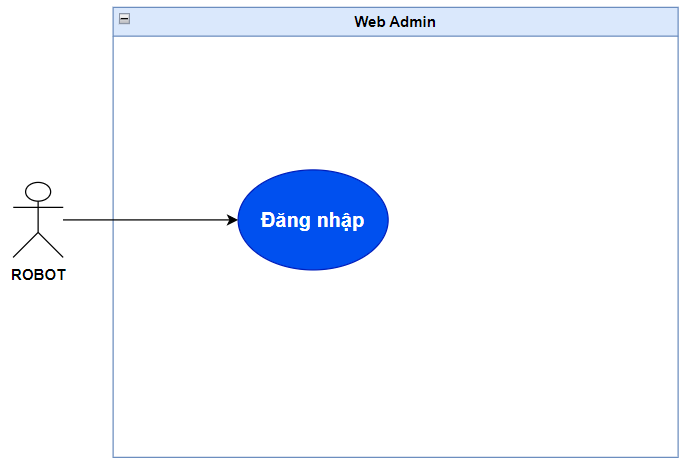 Web Admin
Đăng nhập
ROBOT